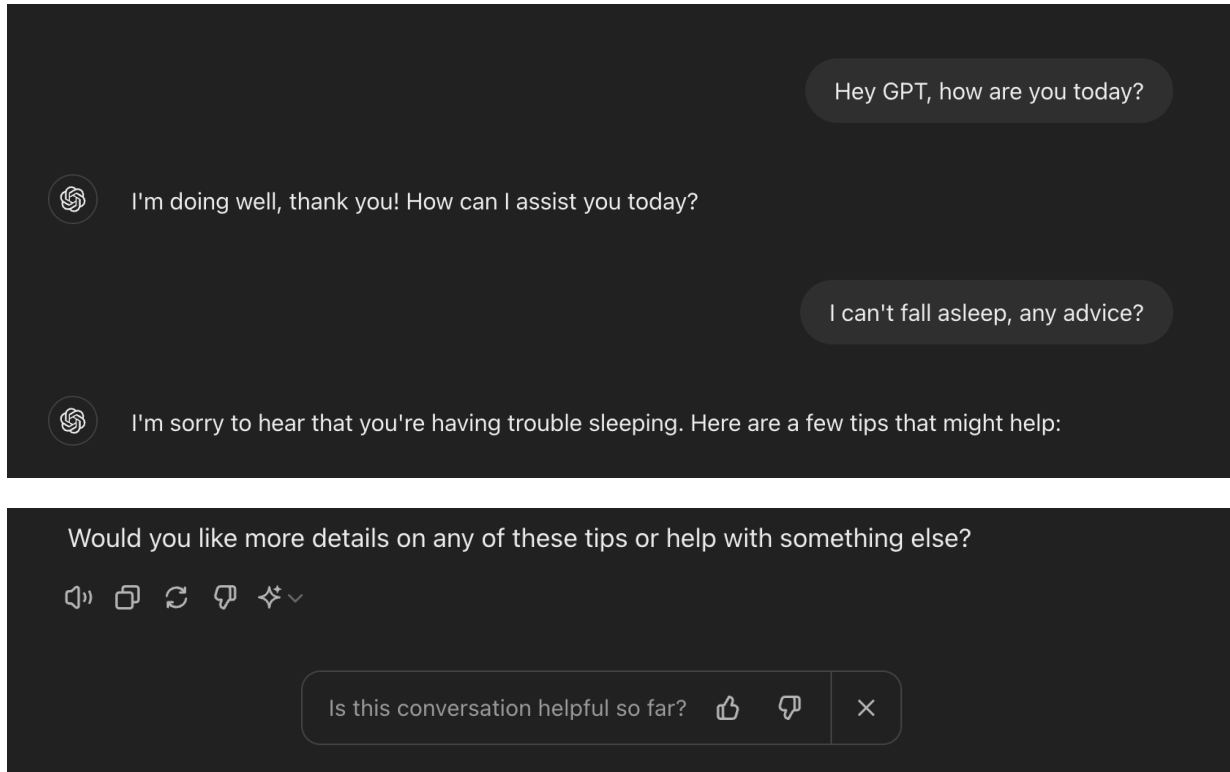 Hey GPT, how are you today?
I'm doing well, thank you! How can I assist you today?
I can't fall asleep, any advice?
I'm sorry to hear that you're having trouble sleeping. Here are a few tips that might help:
Would you like more details on any of these tips or help with something else?
Is this conversation helpful so far?